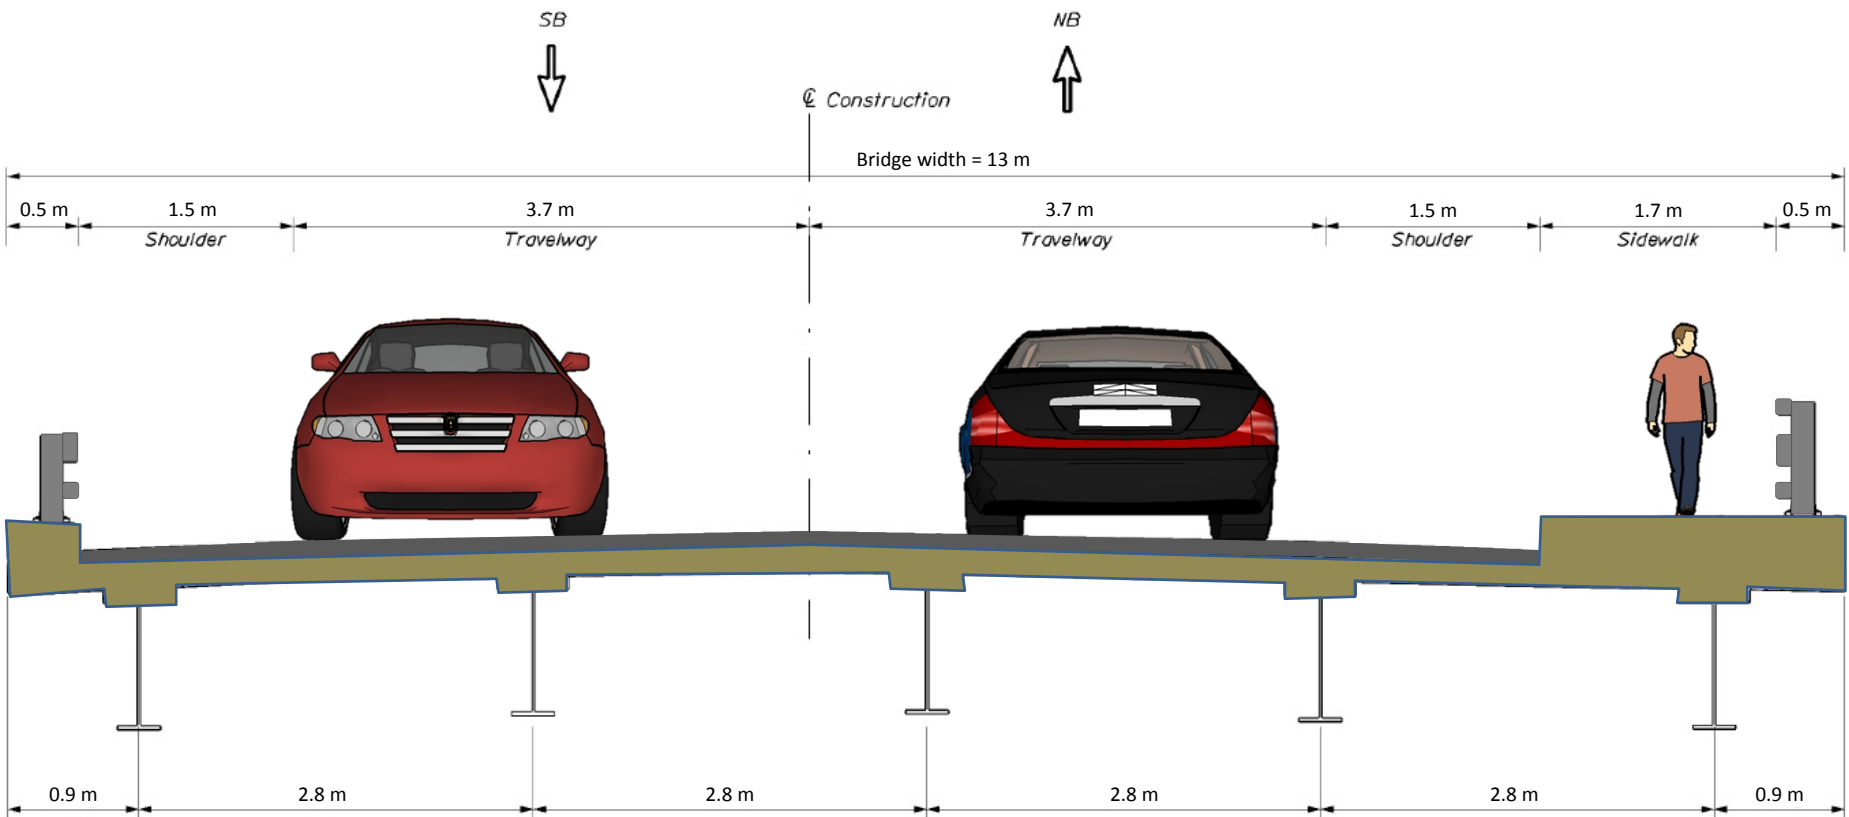 SB NB
℄ Construction
Bridge width = 13 m
0.5 m 1.5 m 3.7 m 3.7 m 1.5 m 1.7 m 0.5 m
Shoulder Travelway Travelway Shoulder Sidewalk
0.9 m 2.8 m 2.8 m 2.8 m 2.8 m 0.9 m